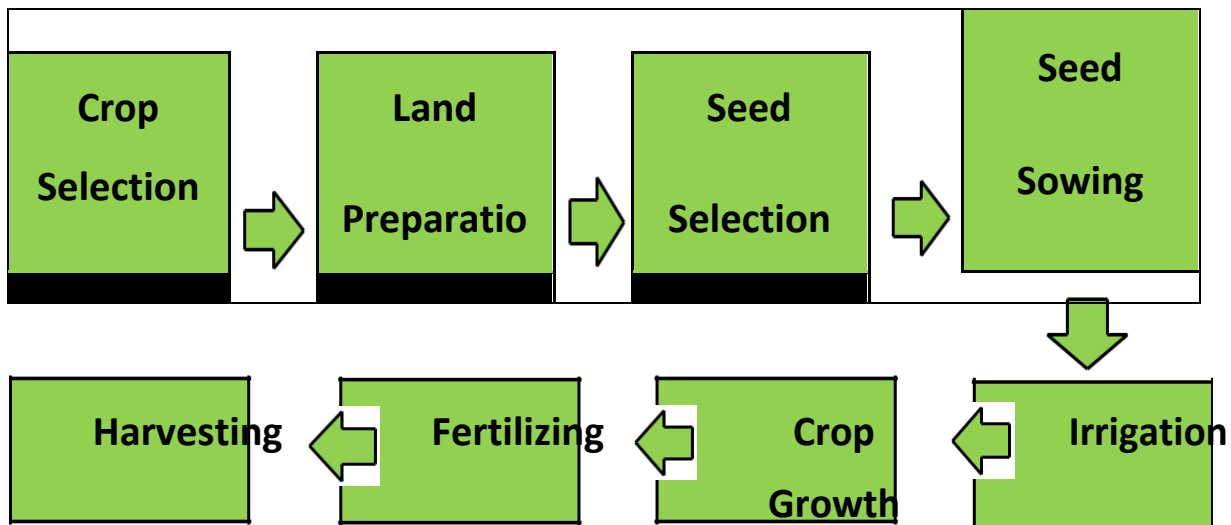 Crop
Selection
Land
Preparatio
Seed
Selection
Seed
Sowing
Irrigation
Crop
Growth
Fertilizing
Harvesting